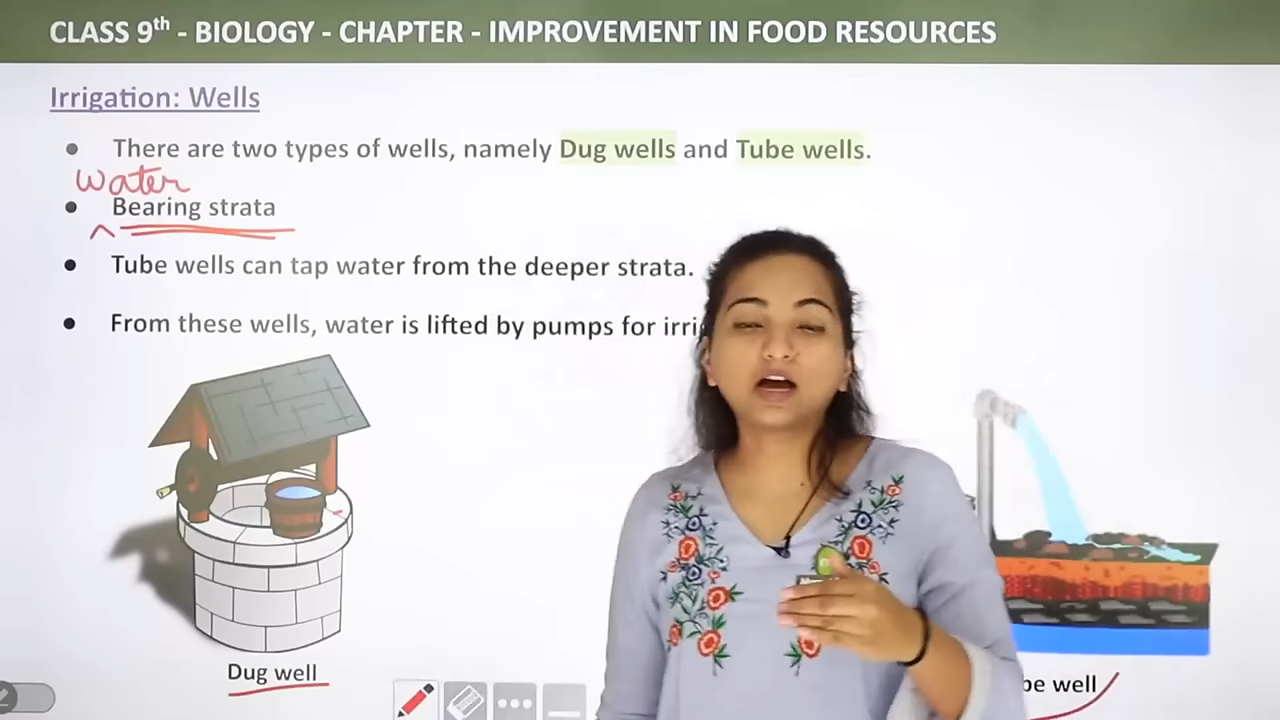 CLASS 9th - BIOLOGY - CHAPTER - IMPROVEMENT IN FOOD RESOURCES
Irrigation: Wells
• There are two types of wells, namely Dug wells and Tube wells.
Water
• Bearing strata
• Tube wells can tap water from the deeper strata.
• From these wells, water is lifted by pumps for
Dug well
well